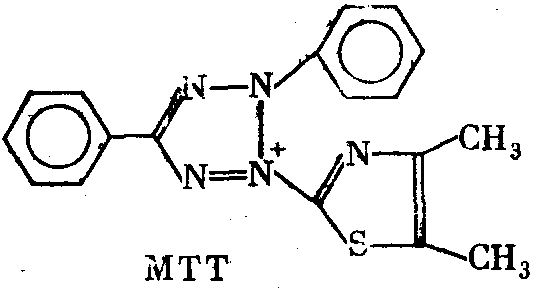 N N
N N+
N CH3
S CH3
MTT